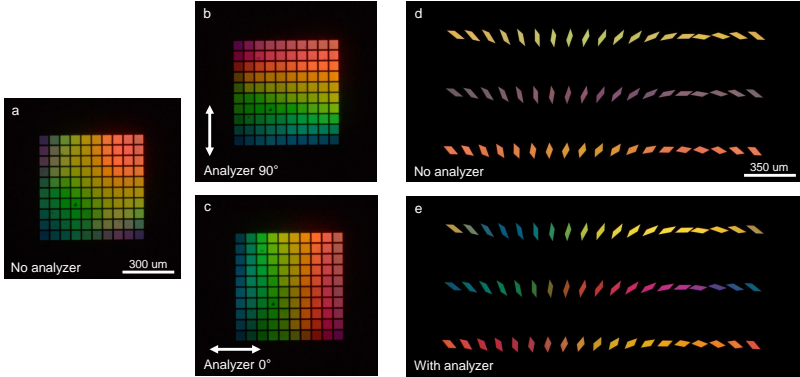 a
No analyzer
300 um
b
Analyzer 90°
c
Analyzer 0°
d
No analyzer
350 um
e
With analyzer